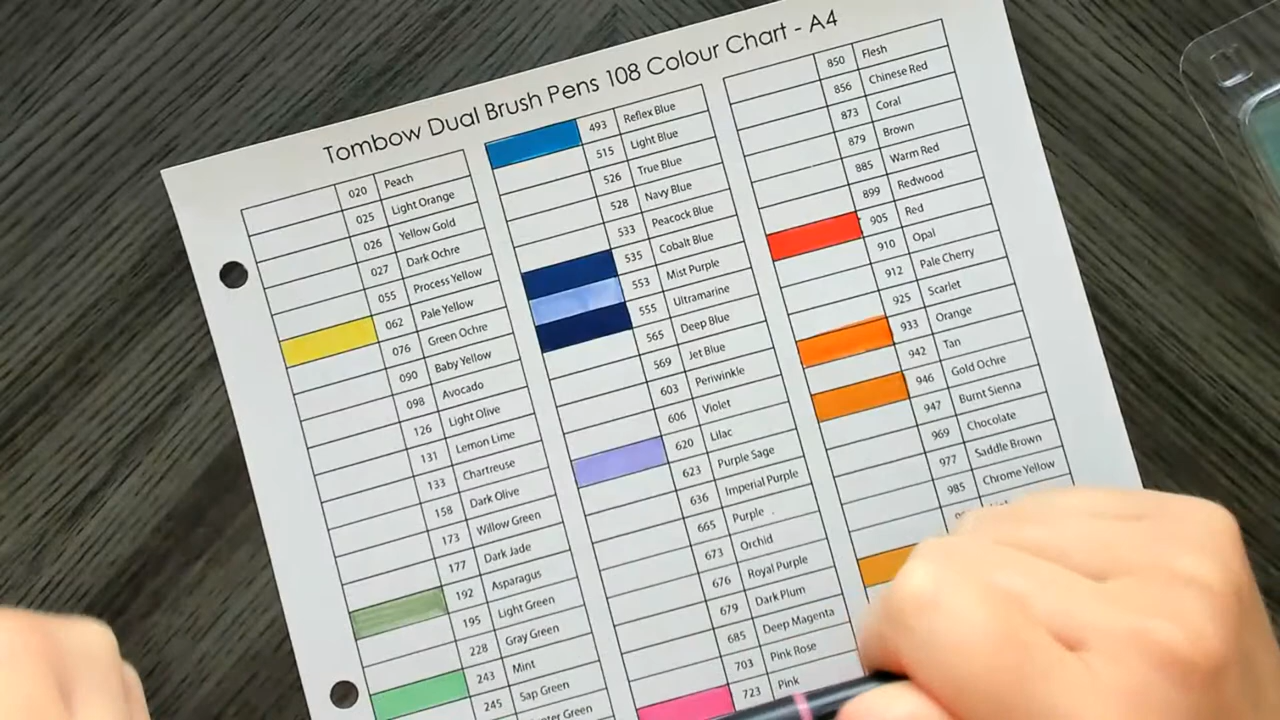 Tombow Dual Brush Pens 108 Colour Chart - A4
020 Peach
025 Light Orange
026 Yellow Gold
027 Dark Ochre
055 Process Yellow
062 Pale Yellow
076 Green Ochre
090 Baby Yellow
098 Avocado
126 Light Olive
131 Lemon Lime
133 Chartreuse
158 Dark Olive
173 Willow Green
177 Dark Jade
192 Asparagus
195 Light Green
228 Gray Green
243 Mint
245 Sap Green
Green
493 Reflex Blue
515 Light Blue
526 True Blue
528 Navy Blue
533 Peacock Blue
535 Cobalt Blue
553 Mist Purple
555 Ultramarine
565 Deep Blue
569 Jet Blue
603 Periwinkle
606 Violet
620 Lilac
623 Purple Sage
636 Imperial Purple
665 Purple
673 Orchid
676 Royal Purple
679 Dark Plum
685 Deep Magenta
703 Pink Rose
723 Pink
850 Flesh
856 Chinese Red
873 Coral
879 Brown
885 Warm Red
899 Redwood
905 Red
910 Opal
912 Pale Cherry
925 Scarlet
933 Orange
942 Tan
946 Gold Ochre
947 Burnt Sienna
969 Chocolate
977 Saddle Brown
985 Chrome Yellow